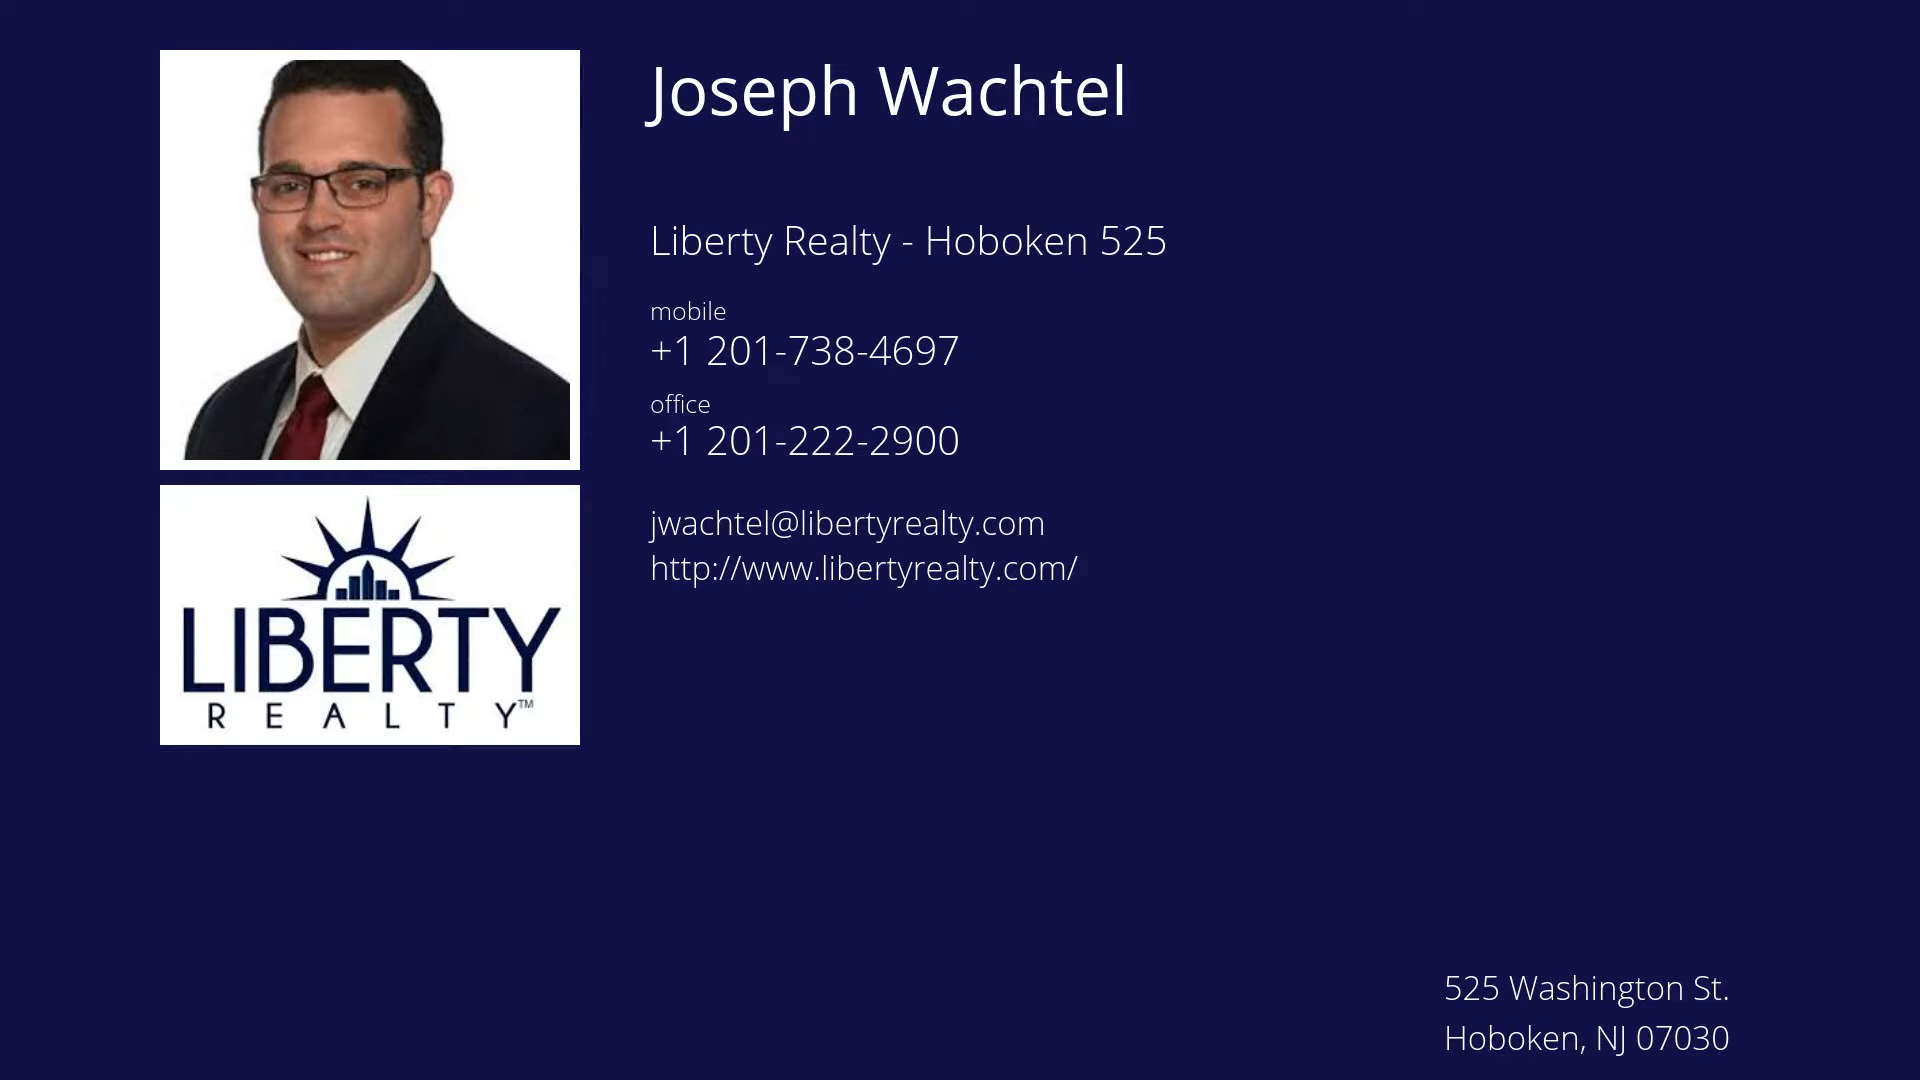 Joseph Wachtel
Liberty Realty - Hoboken 525
mobile
+1 201-738-4697
office
+1 201-222-2900
jwachtel@libertyrealty.com
http://www.libertyrealty.com/
LIBERTY
REALTY™
525 Washington St.
Hoboken, NJ 07030